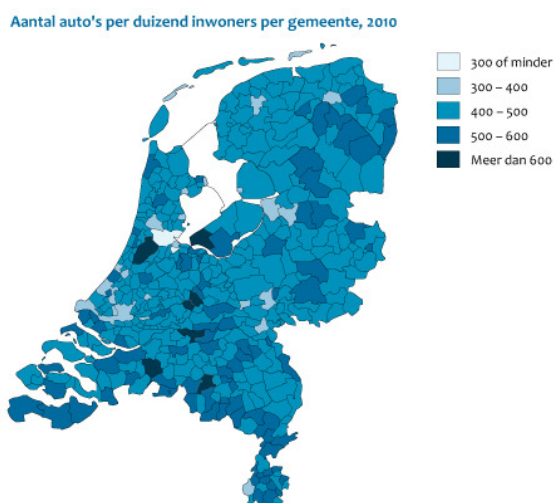 Aantal auto's per duizend inwoners per gemeente, 2010
300 of minder
300 – 400
400 – 500
500 – 600
Meer dan 600